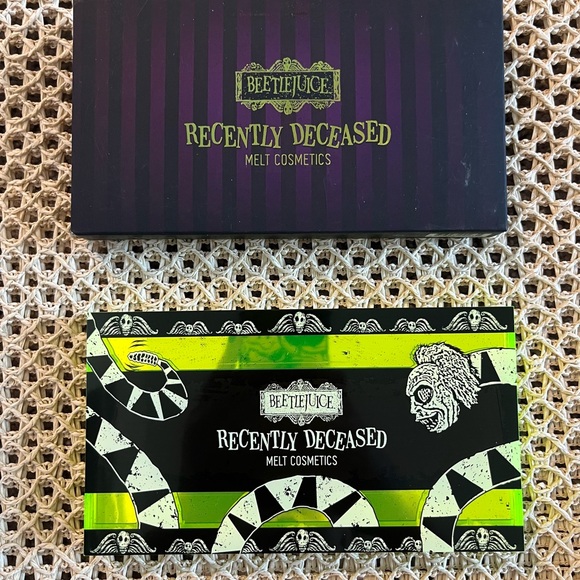 BEETLEJUICE
RECENTLY DECEASED
MELT COSMETICS
BEETLEJUICE
RECENTLY DECEASED
MELT COSMETICS